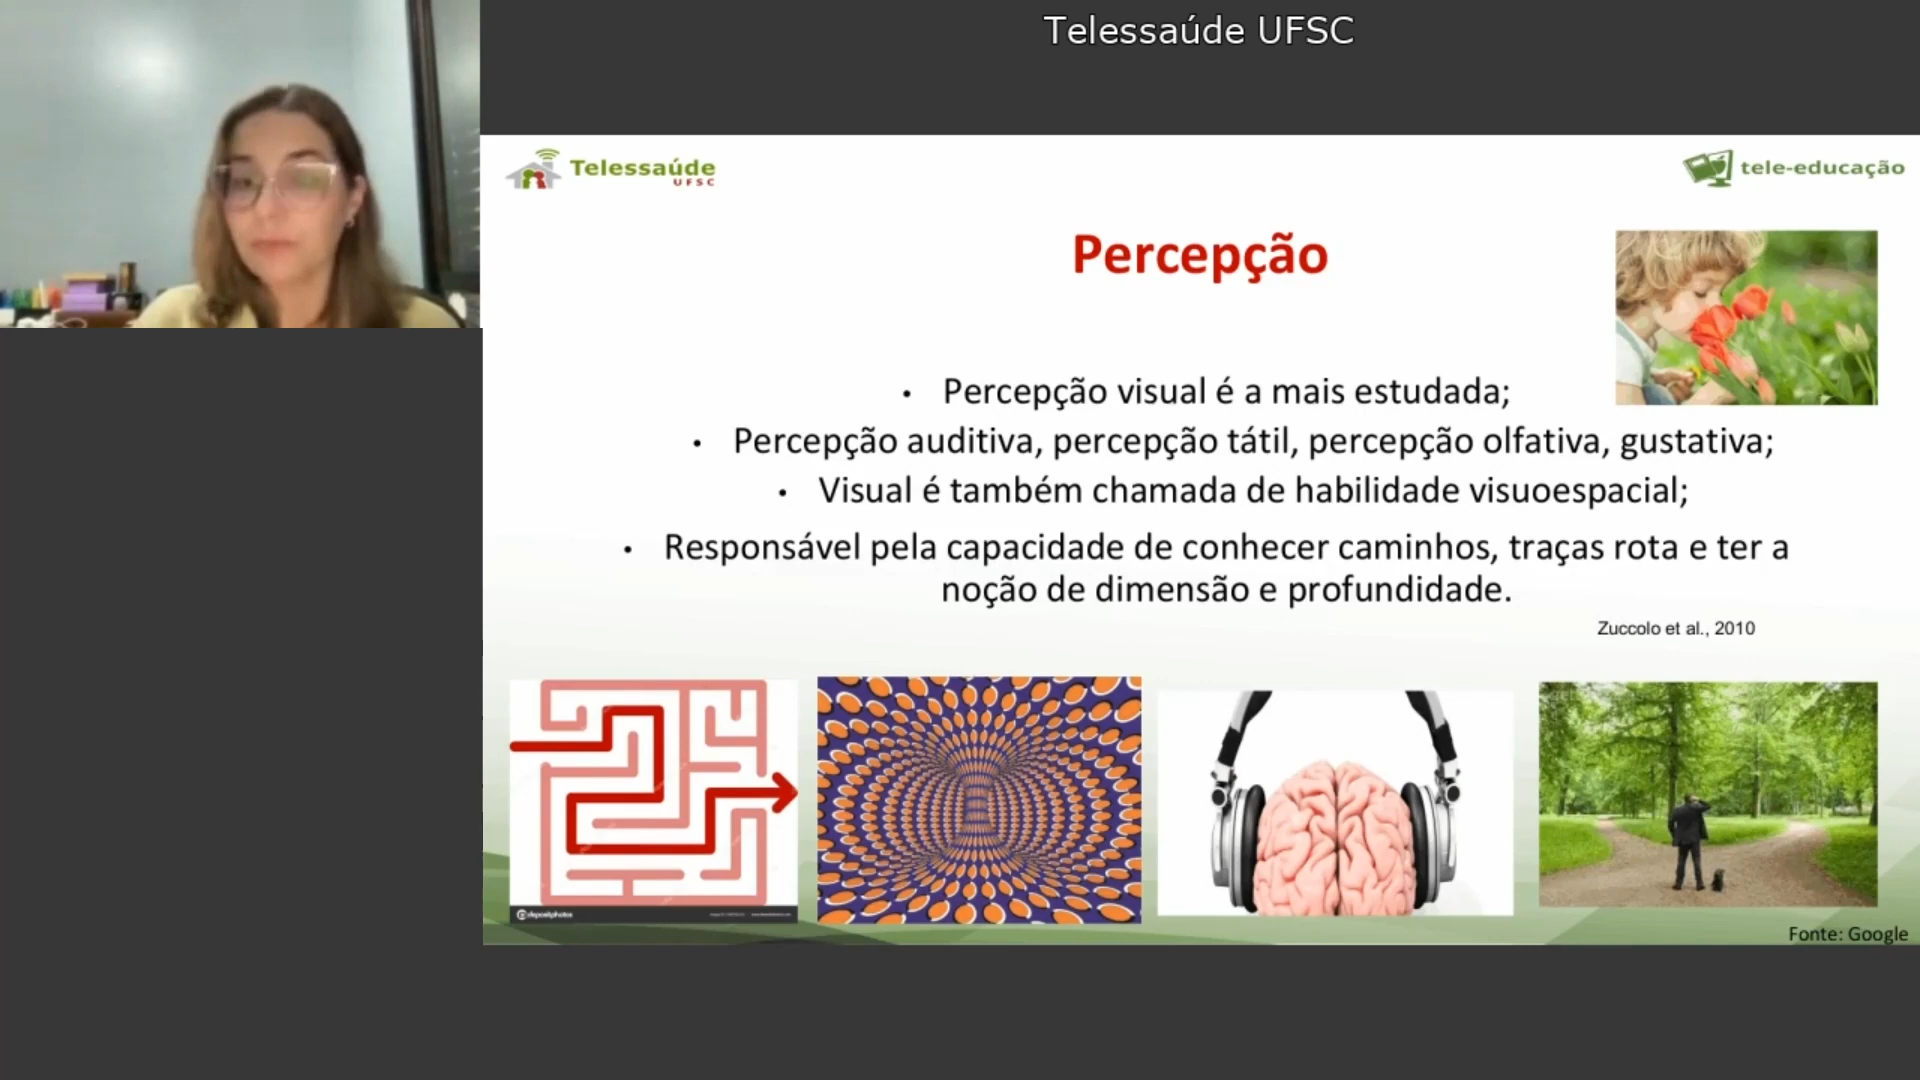 Telessaúde UFSC
Telessaúde
UFSC
tele-educação
Percepção
• Percepção visual é a mais estudada;
• Percepção auditiva, percepção tátil, percepção olfativa, gustativa;
• Visual é também chamada de habilidade visuoespacial;
• Responsável pela capacidade de conhecer caminhos, traças rota e ter a
noção de dimensão e profundidade.
Zuccolo et al., 2010
depositphotos
Fonte: Google